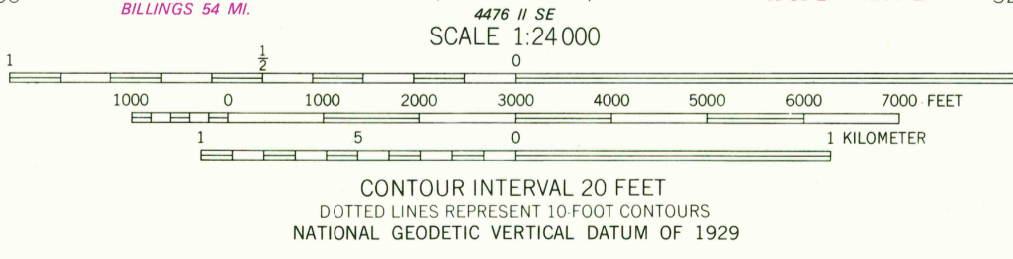 BILLINGS 54 MI.
4476 II SE
SCALE 1:24 000
1 1/2 0
1000 0 1000 2000 3000 4000 5000 6000 7000 FEET
1 5 0 1 KILOMETER
CONTOUR INTERVAL 20 FEET
DOTTED LINES REPRESENT 10-FOOT CONTOURS
NATIONAL GEODETIC VERTICAL DATUM OF 1929